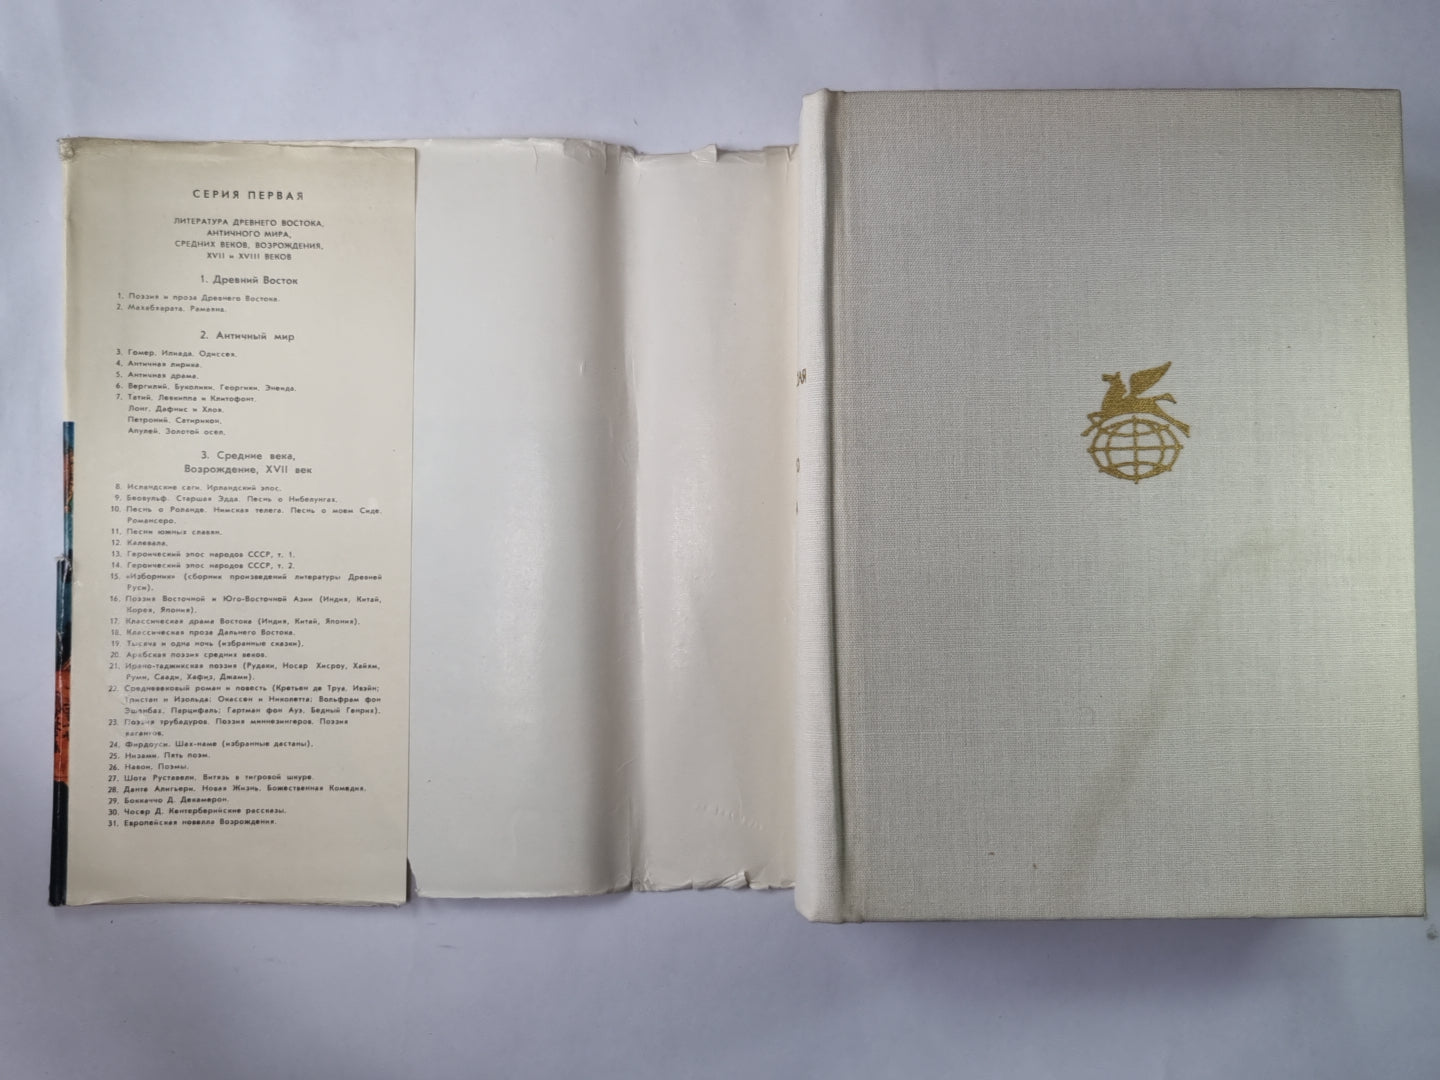 СЕРИЯ ПЕРВАЯ
ЛИТЕРАТУРА ДРЕВНЕГО ВОСТОКА,
АНТИЧНОГО МИРА,
СРЕДНИХ ВЕКОВ, ВОЗРОЖДЕНИЯ,
XVII и XVIII ВЕКОВ
1. Древний Восток
1. Поэзия и проза Древнего Востока.
2. Махабхарата. Рамаяна.
2. Античный мир
3. Гомер. Илиада. Одиссея.
4. Античная лирика.
5. Античная драма.
6. Вергилий. Буколики. Георгики. Энеида.
7. Татий. Левкиппа и Клитофонт.
Лонг. Дафнис и Хлоя.
Петроний. Сатирикон.
Апулей. Золотой осел.
3. Средние века,
Возрождение, XVII век
8. Исландские саги. Ирландский эпос.
9. Беовульф. Старшая Эдда. Песнь о Нибелунгах.
10. Песнь о Роланде. Нимская телега. Песнь о моем Сиде.
Романсеро.
11. Песни южных славян.
12. Калевала.
13. Героический эпос народов СССР, т. 1.
14. Героический эпос народов СССР, т. 2.
15. «Изборник» (сборник произведений литературы Древней
Руси).
16. Поэзия Восточной и Юго-Восточной Азии (Индия, Китай,
Корея, Япония).
17. Классическая драма Востока (Индия, Китай, Япония).
18. Классическая проза Дальнего Востока.
19. Тысяча и одна ночь (избранные сказки).
20. Арабская поэзия средних веков.
21. Ирано-таджикская поэзия (Рудаки, Носир Хисроу, Хайям,
Руми, Саади, Хафиз, Джами).
22. Средневековый роман и повесть (Кретьен де Труа, Ивэйн;
Тристан и Изольда; Окассен и Николетта; Вольфрам фон
Эшенбах, Парцифаль; Гартман фон Ауэ, Бедный Генрих).
23. Поэзия трубадуров. Поэзия миннезингеров. Поэзия
вагантов.
24. Фирдоуси. Шах-наме (избранные дастаны).
25. Низами. Пять поэм.
26. Навои. Поэмы.
27. Шота Руставели. Витязь в тигровой шкуре.
28. Данте Алигьери. Новая Жизнь. Божественная Комедия.
29. Боккаччо Д. Декамерон.
30. Чосер Д. Кентерберийские рассказы.
31. Европейская новелла Возрождения.